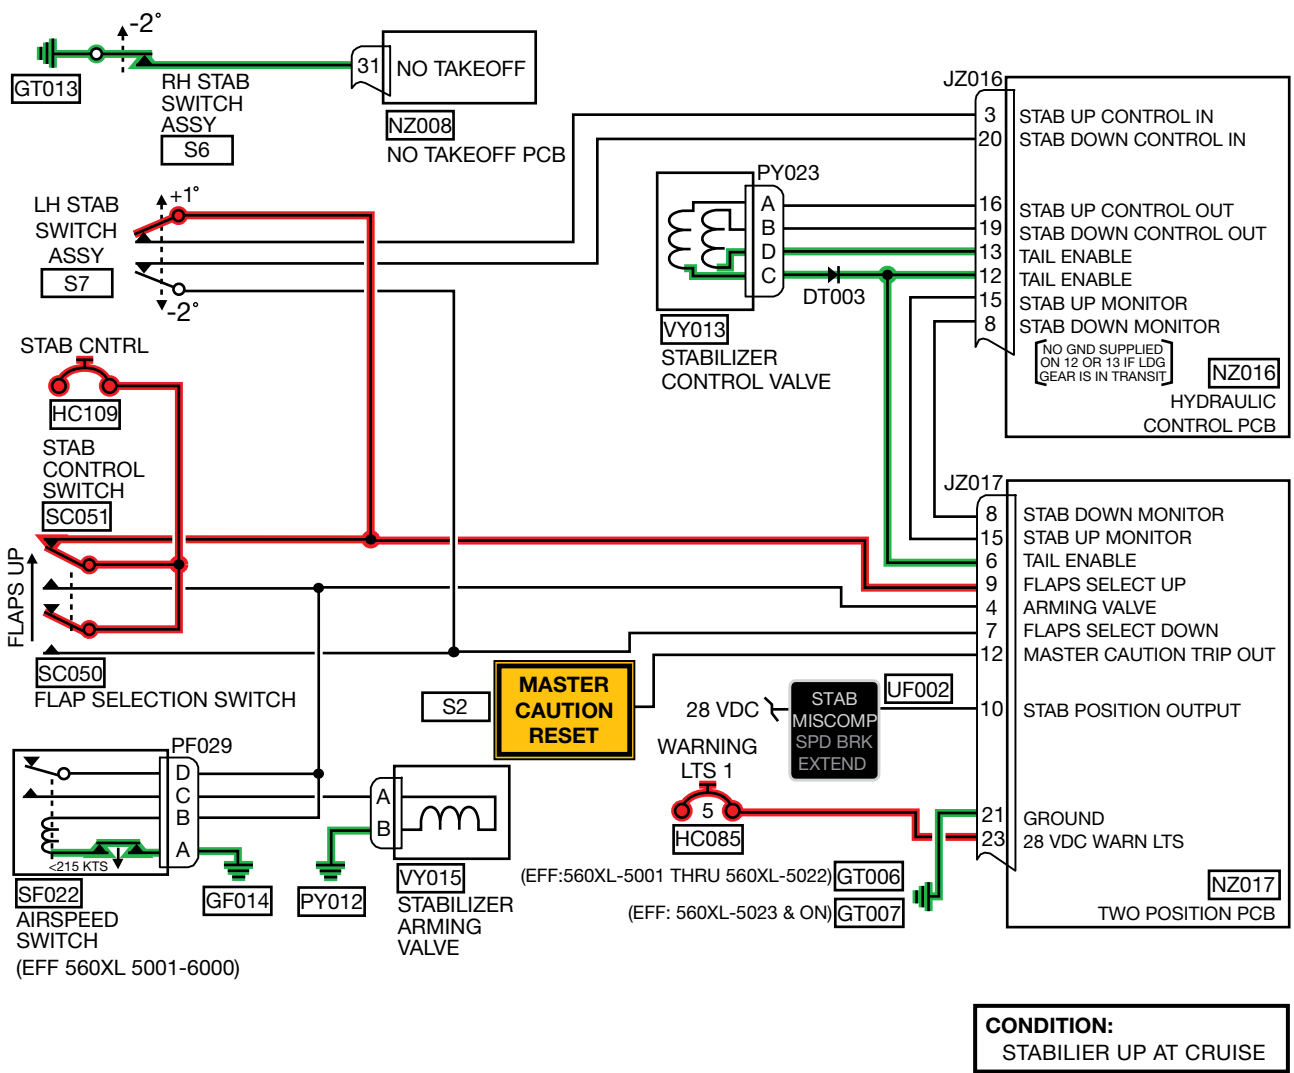 -2°
GT013
RH STAB
SWITCH
ASSY
S6
31
NO TAKEOFF
NZ008
NO TAKEOFF PCB
LH STAB
SWITCH
ASSY
S7
+1°
-2°
STAB CNTRL
HC109
STAB
CONTROL
SWITCH
SC051
FLAPS UP
SC050
FLAP SELECTION SWITCH
PY023
A
B
D
C
DT003
VY013
STABILIZER
CONTROL VALVE
JZ016
3 STAB UP CONTROL IN
20 STAB DOWN CONTROL IN
16 STAB UP CONTROL OUT
19 STAB DOWN CONTROL OUT
13 TAIL ENABLE
12 TAIL ENABLE
15 STAB UP MONITOR
8 STAB DOWN MONITOR
NO GND SUPPLIED
ON 12 OR 13 IF LDG
GEAR IS IN TRANSIT
NZ016
HYDRAULIC
CONTROL PCB
JZ017
8 STAB DOWN MONITOR
15 STAB UP MONITOR
6 TAIL ENABLE
9 FLAPS SELECT UP
4 ARMING VALVE
7 FLAPS SELECT DOWN
12 MASTER CAUTION TRIP OUT
10 STAB POSITION OUTPUT
21 GROUND
23 28 VDC WARN LTS
NZ017
TWO POSITION PCB
S2
MASTER
CAUTION
RESET
28 VDC
STAB
MISCOMP
SPD BRK
EXTEND
UF002
WARNING
LTS 1
5
HC085
(EFF:560XL-5001 THRU 560XL-5022) GT006
(EFF: 560XL-5023 & ON) GT007
PF029
D
C
B
A
<215 KTS
SF022
AIRSPEED
SWITCH
(EFF 560XL 5001-6000)
GF014
PY012
A
B
VY015
STABILIZER
ARMING
VALVE
CONDITION:
STABILIER UP AT CRUISE